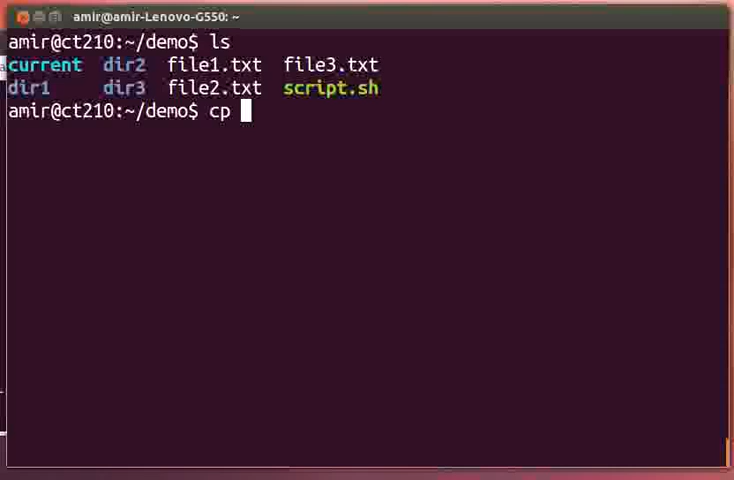 amir@amir-Lenovo-G550: ~
amir@ct210:~/demo$ ls
current dir2 file1.txt file3.txt
dir1 dir3 file2.txt script.sh
amir@ct210:~/demo$ cp